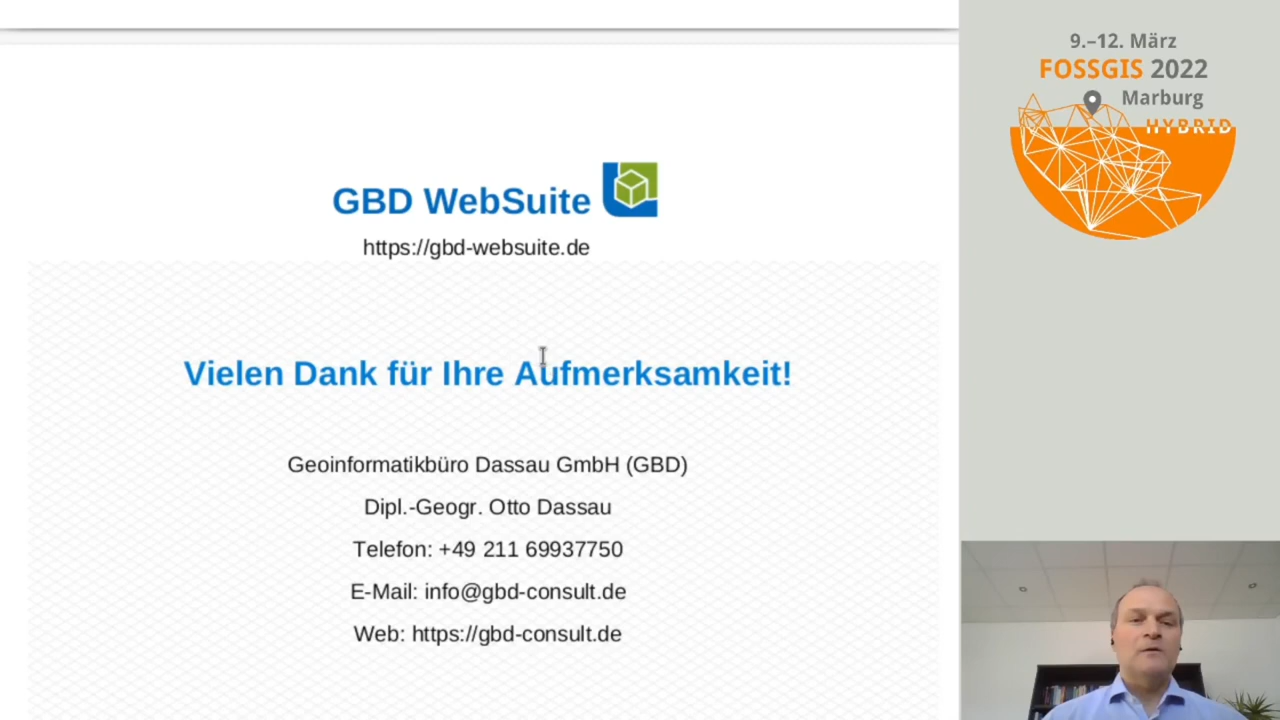 GBD WebSuite
https://gbd-websuite.de
Vielen Dank für Ihre Aufmerksamkeit!
Geoinformatikbüro Dassau GmbH (GBD)
Dipl.-Geogr. Otto Dassau
Telefon: +49 211 69937750
E-Mail: info@gbd-consult.de
Web: https://gbd-consult.de
9.–12. März
FOSSGIS 2022
Marburg
HYBRID